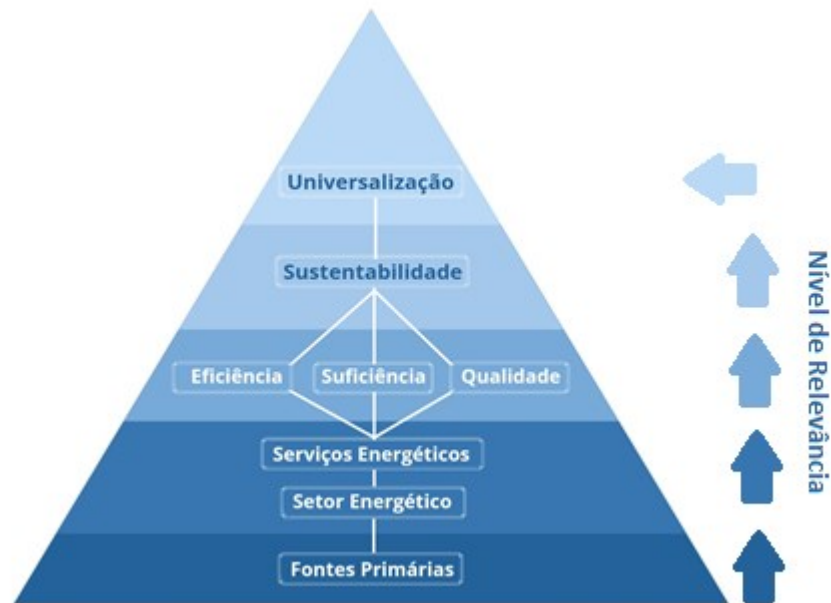 Universalização
Sustentabilidade
Eficiência
Suficiência
Qualidade
Serviços Energéticos
Setor Energético
Fontes Primárias
Nível de Relevância